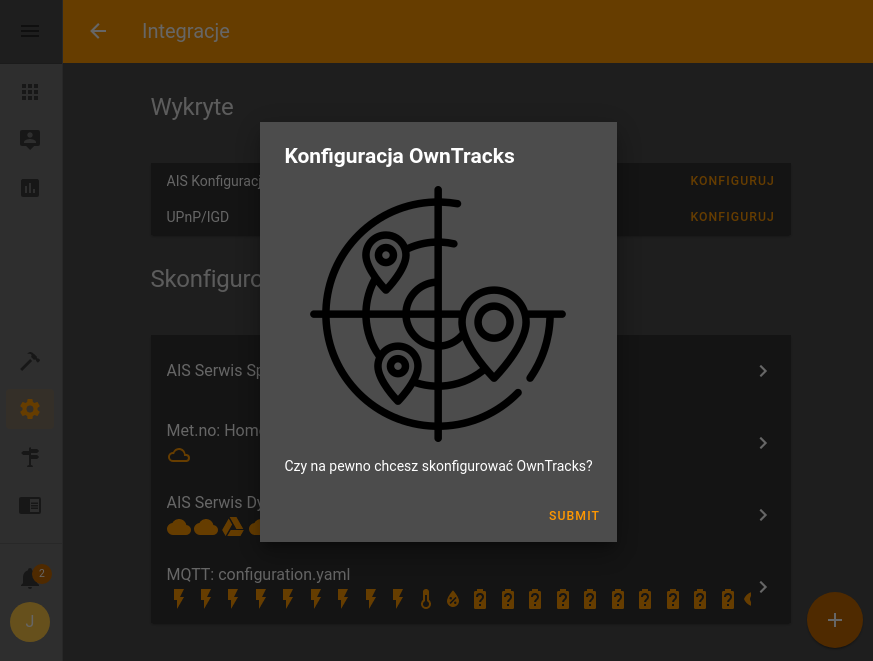 Integracje
Wykryte
AIS Konfiguracj
KONFIGURUJ
UPnP/IGD
KONFIGURUJ
Skonfiguro
AIS Serwis Sp
Met.no: Hom
AIS Serwis Dy
MQTT: configuration.yaml
Konfiguracja OwnTracks
Czy na pewno chcesz skonfigurować OwnTracks?
SUBMIT
2
J